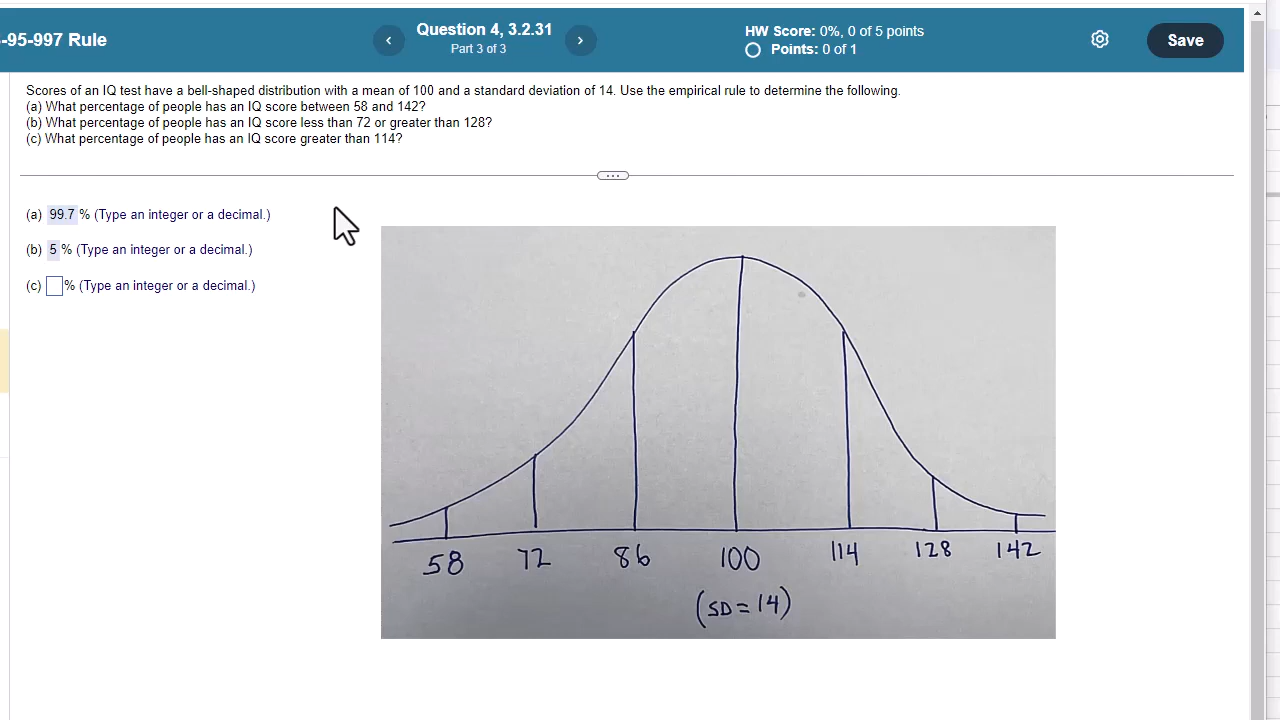 -95-997 Rule
Question 4, 3.2.31
Part 3 of 3
HW Score: 0%, 0 of 5 points
Points: 0 of 1
Save
Scores of an IQ test have a bell-shaped distribution with a mean of 100 and a standard deviation of 14. Use the empirical rule to determine the following.
(a) What percentage of people has an IQ score between 58 and 142?
(b) What percentage of people has an IQ score less than 72 or greater than 128?
(c) What percentage of people has an IQ score greater than 114?
(a) 99.7 % (Type an integer or a decimal.)
(b) 5 % (Type an integer or a decimal.)
(c) % (Type an integer or a decimal.)
58 72 86 100 114 128 142
(SD = 14)